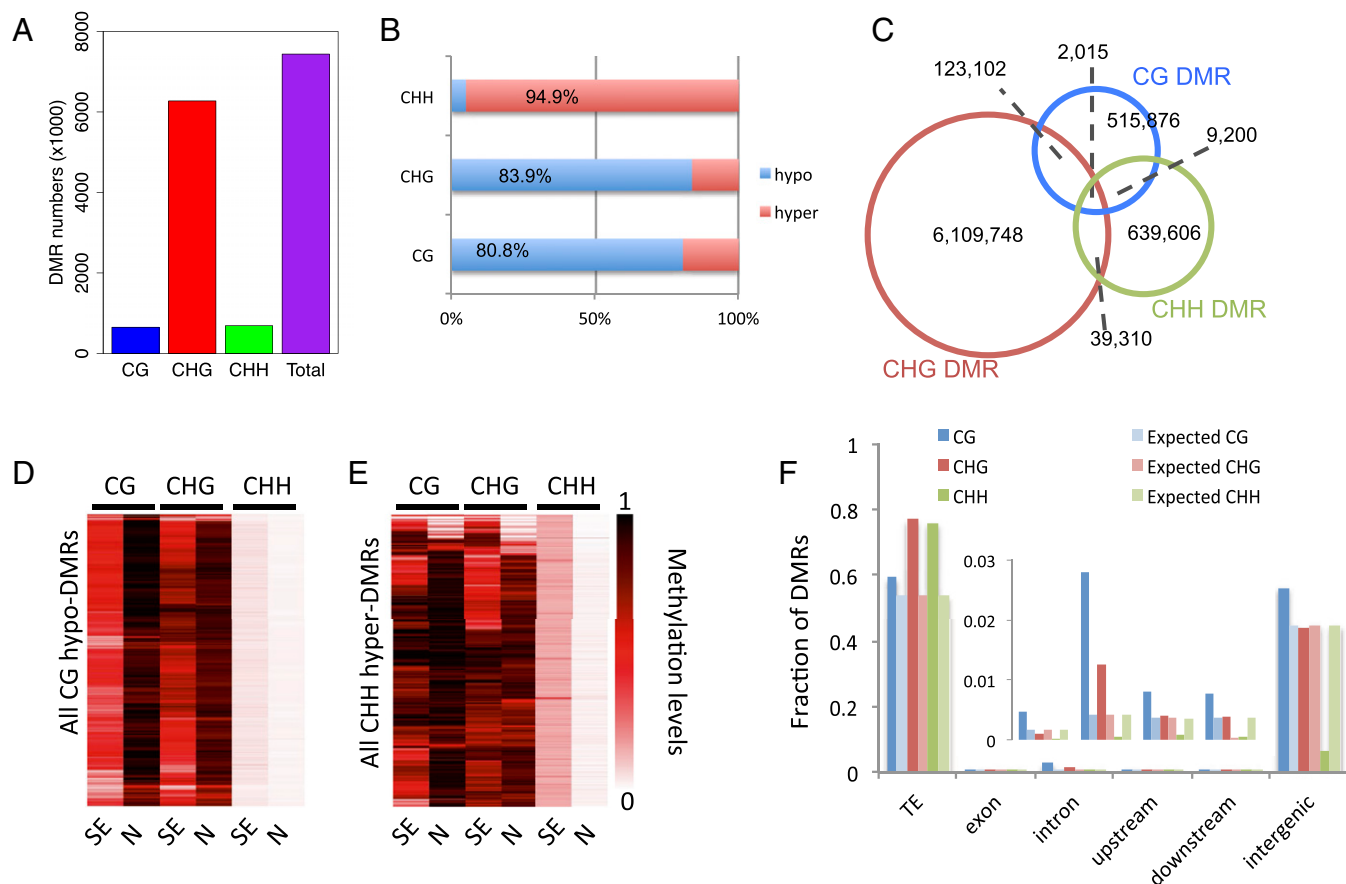 A
DMR numbers (x1000)
8000
6000
4000
2000
0
CG
CHG
CHH
Total
B
CHH
94.9%
CHG
83.9%
CG
80.8%
0%
50%
100%
hypo
hyper
C
2,015
123,102
CG DMR
515,876
9,200
6,109,748
639,606
CHH DMR
39,310
CHG DMR
D
CG CHG CHH
All CG hypo-DMRs
SE N SE N SE N
E
CG CHG CHH
All CHH hyper-DMRs
SE N SE N SE N
1
0
Methylation levels
F
CG
CHG
CHH
Expected CG
Expected CHG
Expected CHH
Fraction of DMRs
1
0.8
0.6
0.4
0.2
0
0.03
0.02
0.01
0
TE
exon
intron
upstream
downstream
intergenic